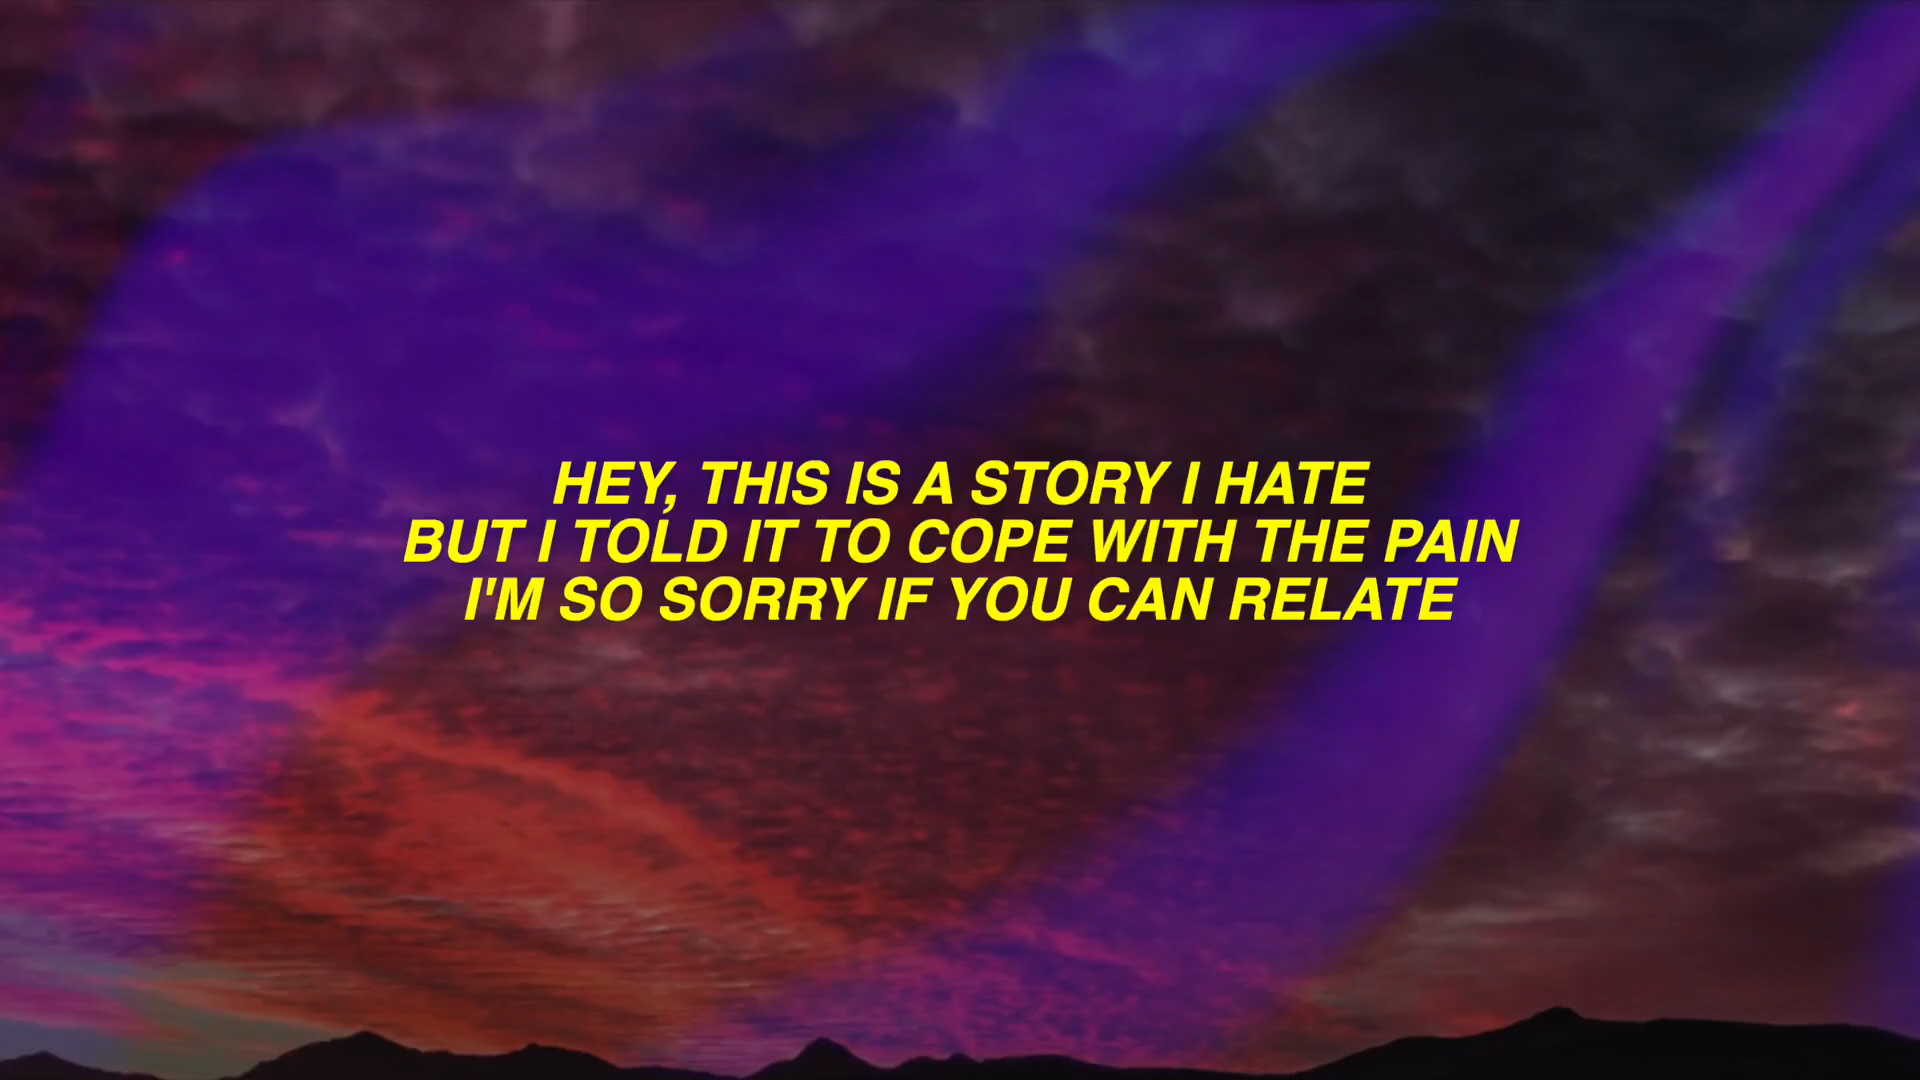 HEY, THIS IS A STORY I HATE
BUT I TOLD IT TO COPE WITH THE PAIN
I'M SO SORRY IF YOU CAN RELATE